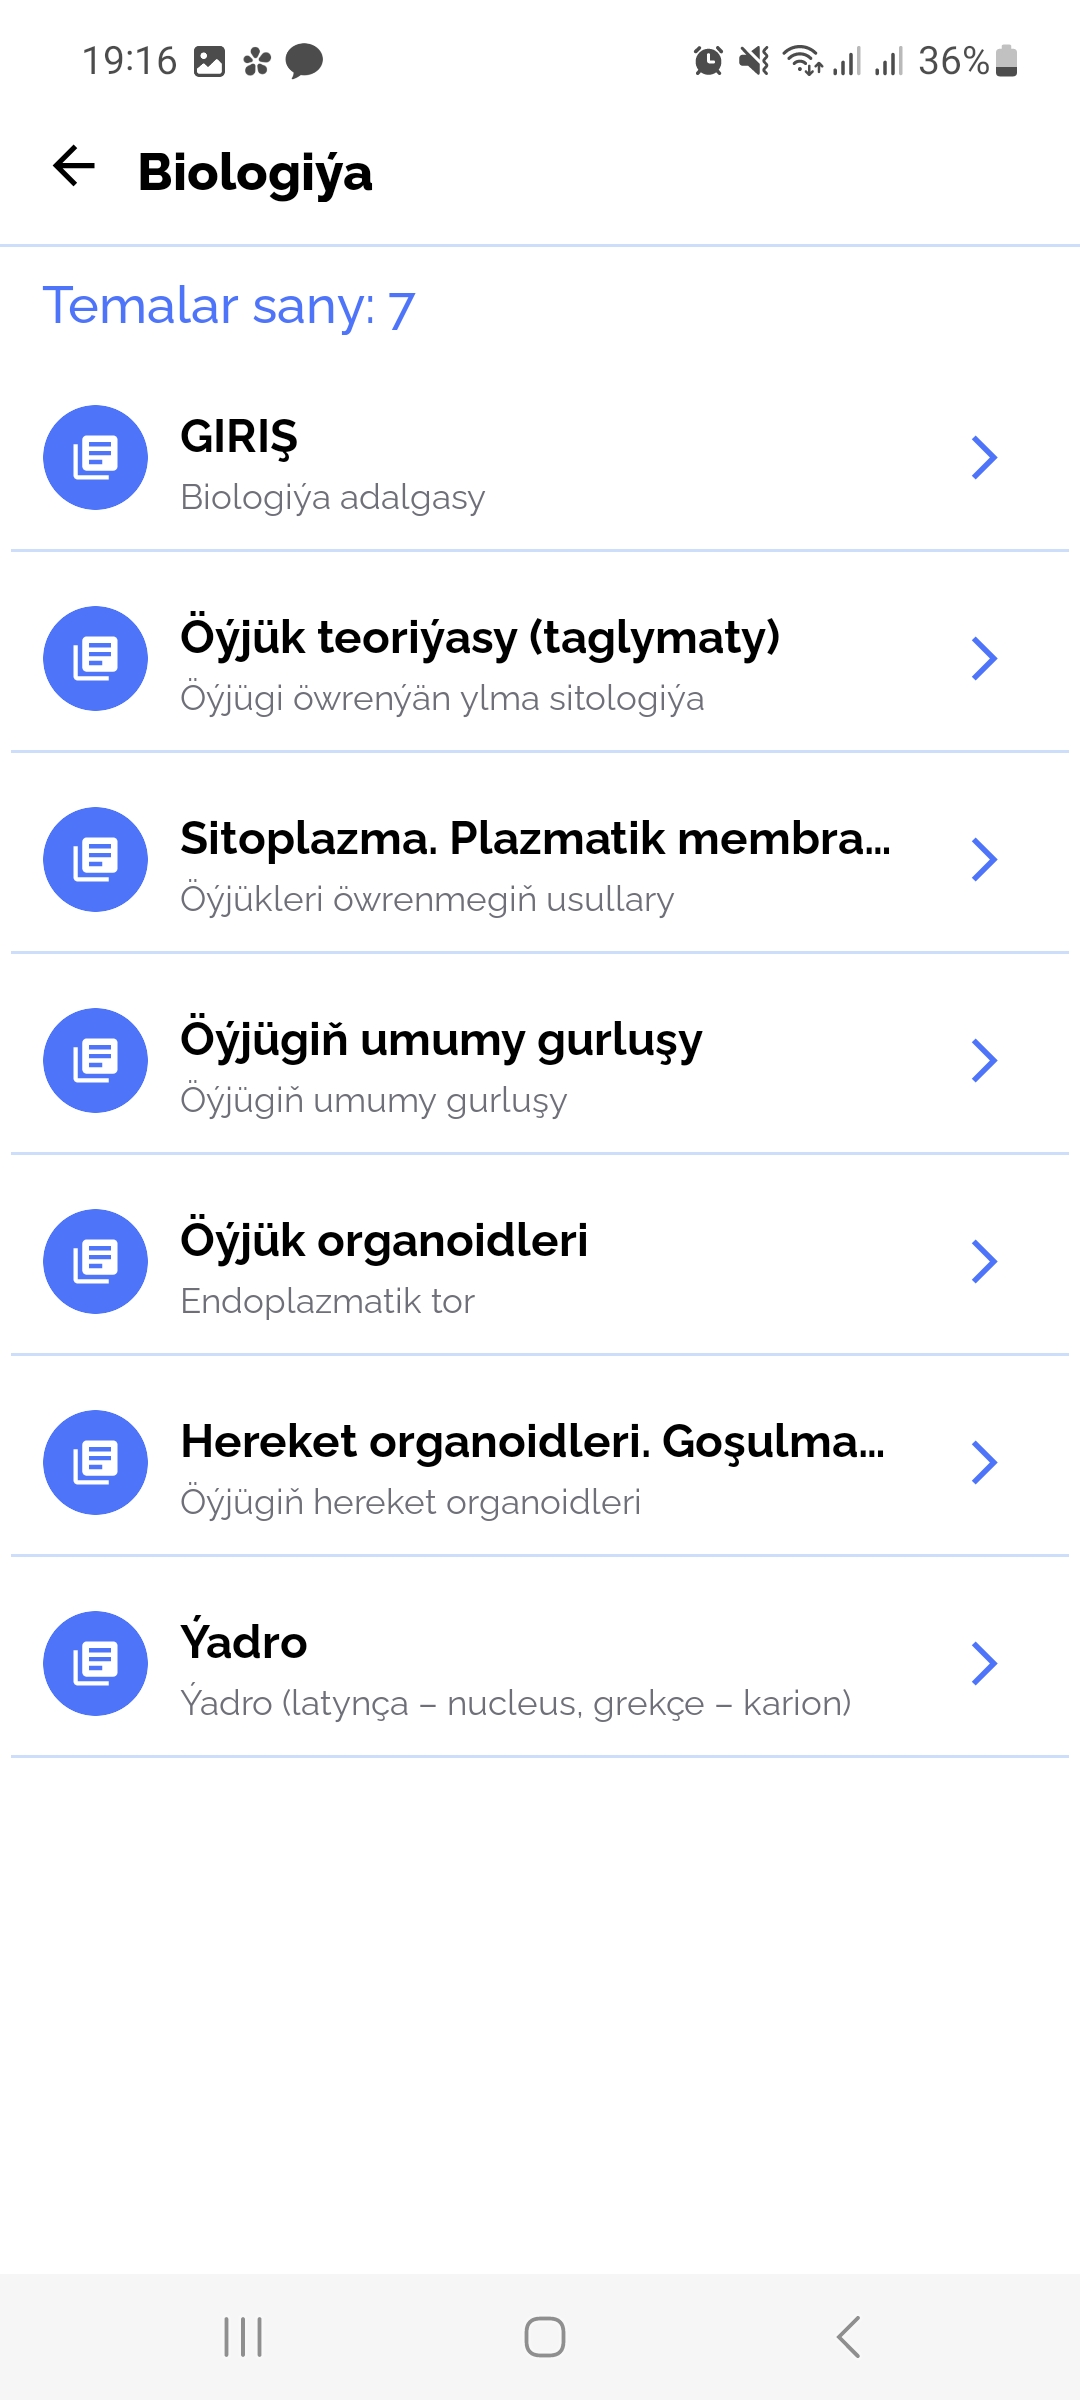 19:16
36%
Biologiýa
Temalar sany: 7
GIRIŞ
Biologiýa adalgasy
Öýjük teoriýasy (taglymaty)
Öýjügi öwrenýän ylma sitologiýa
Sitoplazma. Plazmatik membra...
Öýjükleri öwrenmegiň usullary
Öýjügiň umumy gurluşy
Öýjügiň umumy gurluşy
Öýjük organoidleri
Endoplazmatik tor
Hereket organoidleri. Goşulma...
Öýjügiň hereket organoidleri
Ýadro
Ýadro (latynça – nucleus, grekçe – karion)